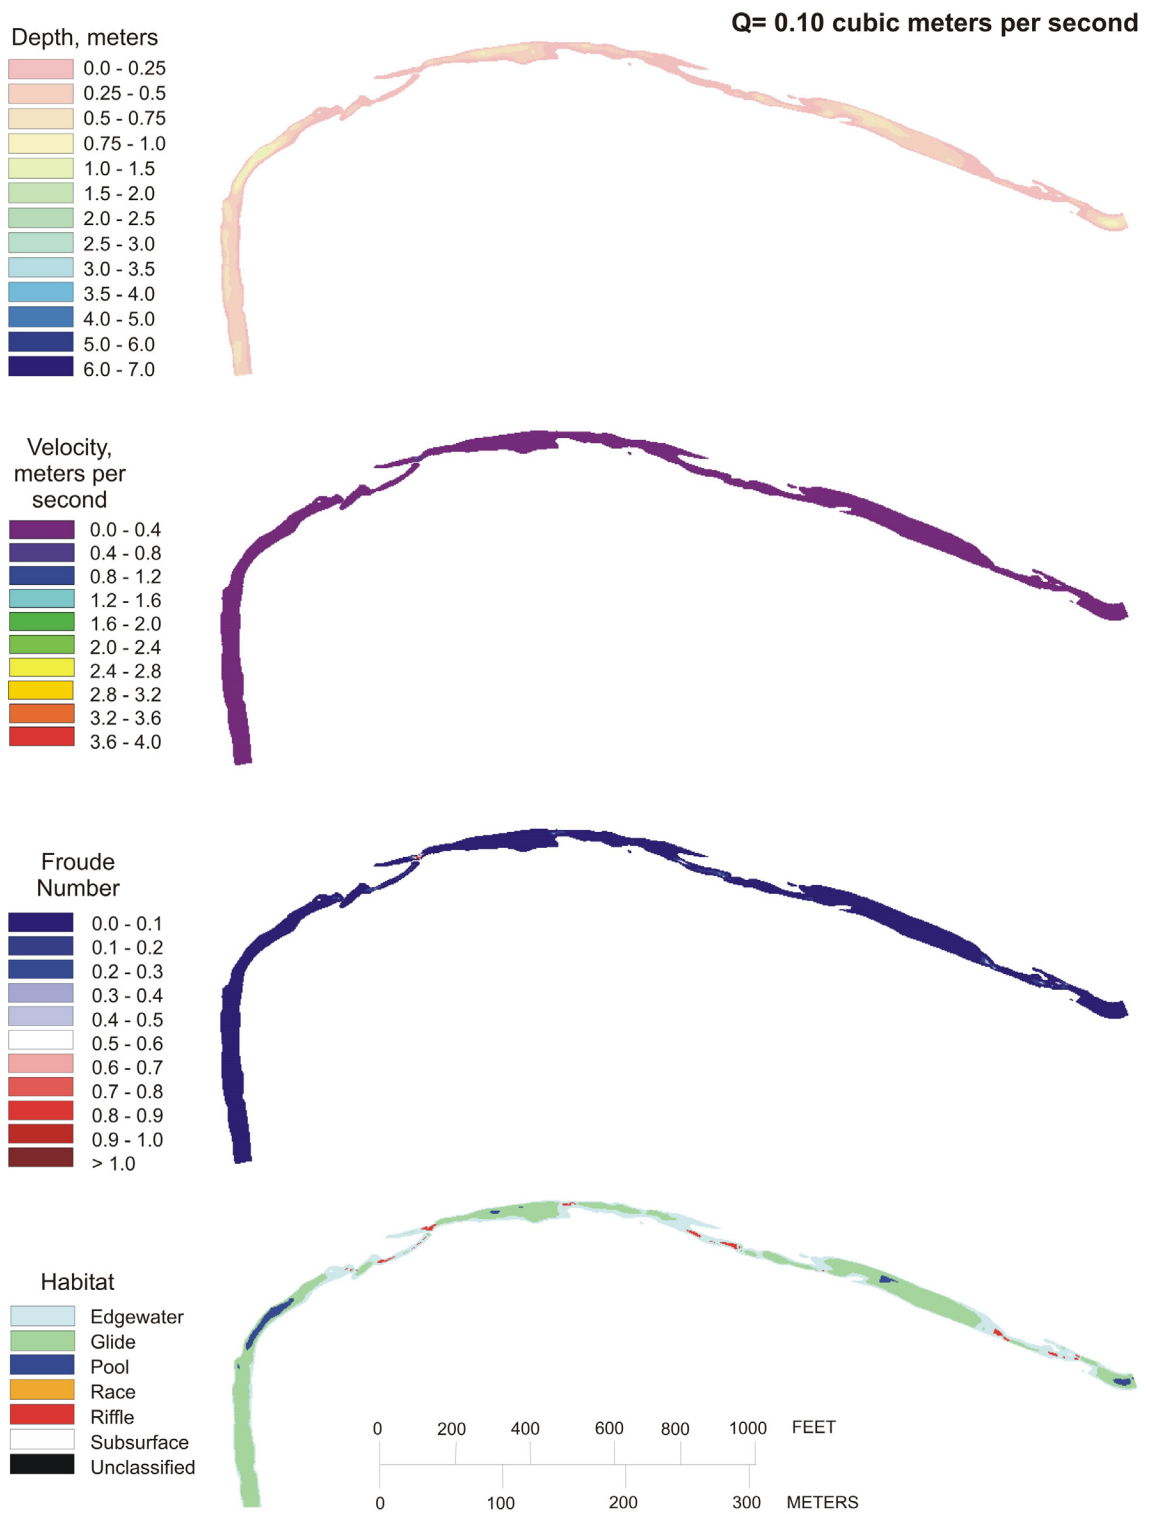 Q= 0.10 cubic meters per second
Depth, meters
0.0 - 0.25
0.25 - 0.5
0.5 - 0.75
0.75 - 1.0
1.0 - 1.5
1.5 - 2.0
2.0 - 2.5
2.5 - 3.0
3.0 - 3.5
3.5 - 4.0
4.0 - 5.0
5.0 - 6.0
6.0 - 7.0
Velocity,
meters per
second
0.0 - 0.4
0.4 - 0.8
0.8 - 1.2
1.2 - 1.6
1.6 - 2.0
2.0 - 2.4
2.4 - 2.8
2.8 - 3.2
3.2 - 3.6
3.6 - 4.0
Froude
Number
0.0 - 0.1
0.1 - 0.2
0.2 - 0.3
0.3 - 0.4
0.4 - 0.5
0.5 - 0.6
0.6 - 0.7
0.7 - 0.8
0.8 - 0.9
0.9 - 1.0
> 1.0
Habitat
Edgewater
Glide
Pool
Race
Riffle
Subsurface
Unclassified
0 200 400 600 800 1000 FEET
0 100 200 300 METERS